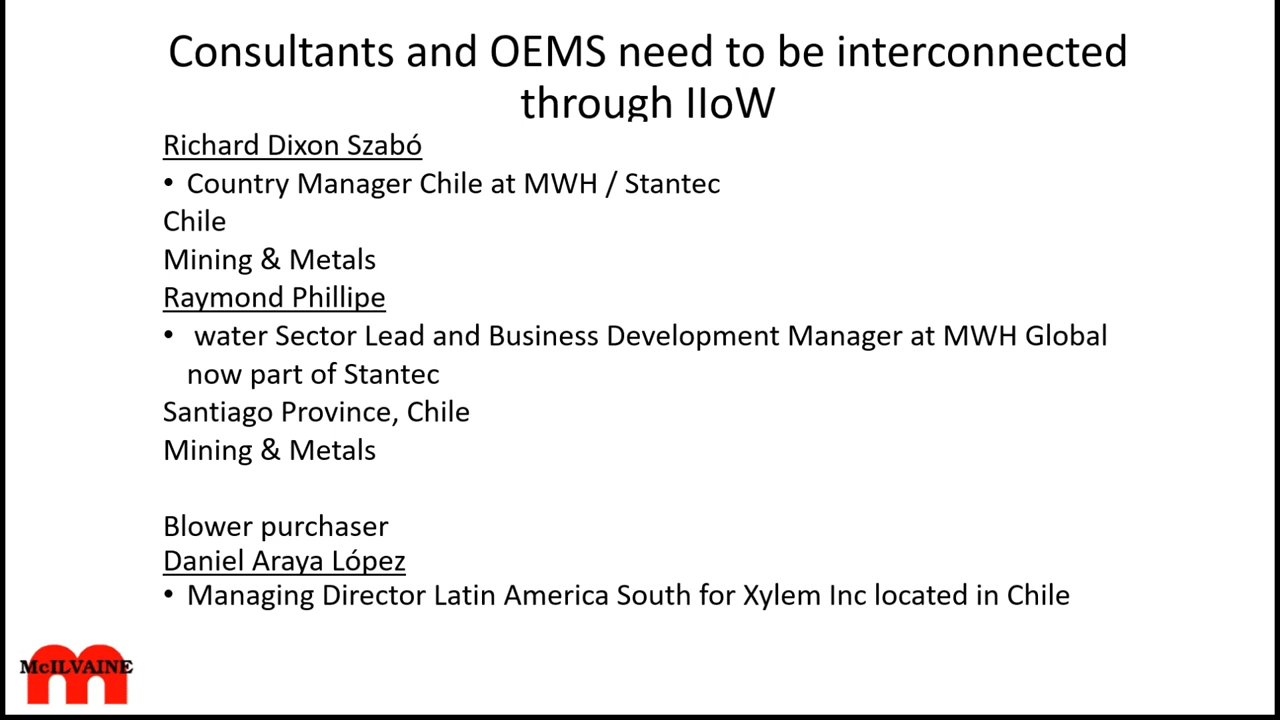 Consultants and OEMS need to be interconnected
through IIoW
Richard Dixon Szabó
• Country Manager Chile at MWH / Stantec
Chile
Mining & Metals
Raymond Phillipe
• water Sector Lead and Business Development Manager at MWH Global
now part of Stantec
Santiago Province, Chile
Mining & Metals
Blower purchaser
Daniel Araya López
• Managing Director Latin America South for Xylem Inc located in Chile
McILVAINE